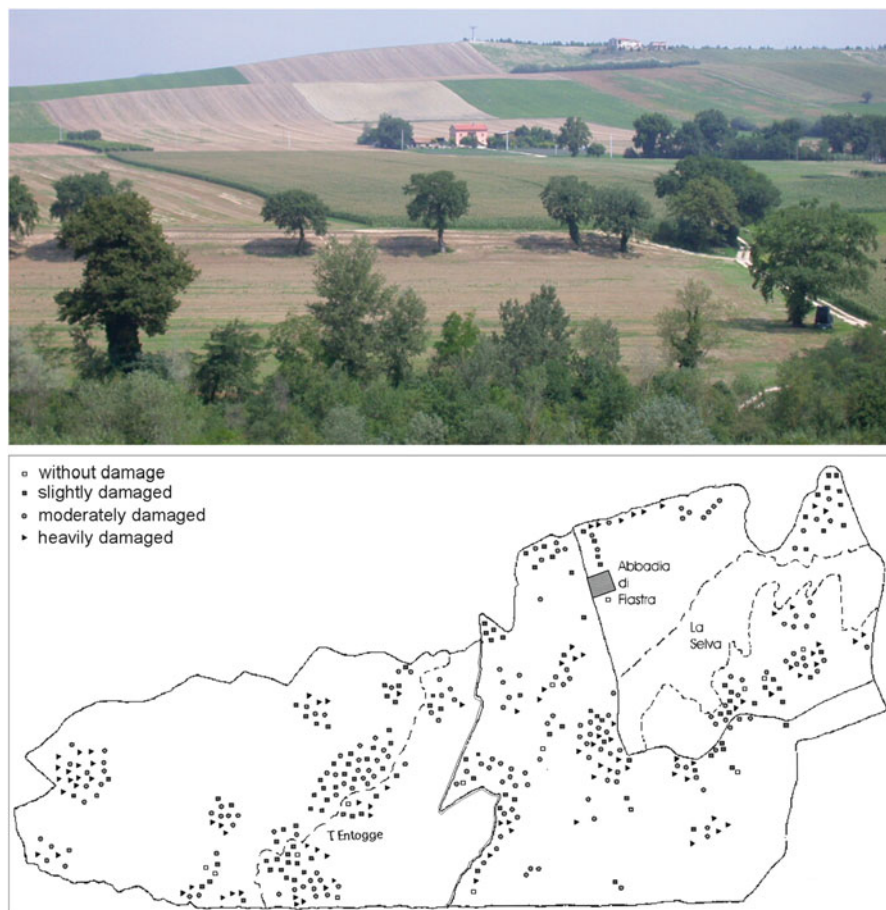 without damage
slightly damaged
moderately damaged
heavily damaged
Abbadia
di
Fiastra
La
Selva
T. Entogge